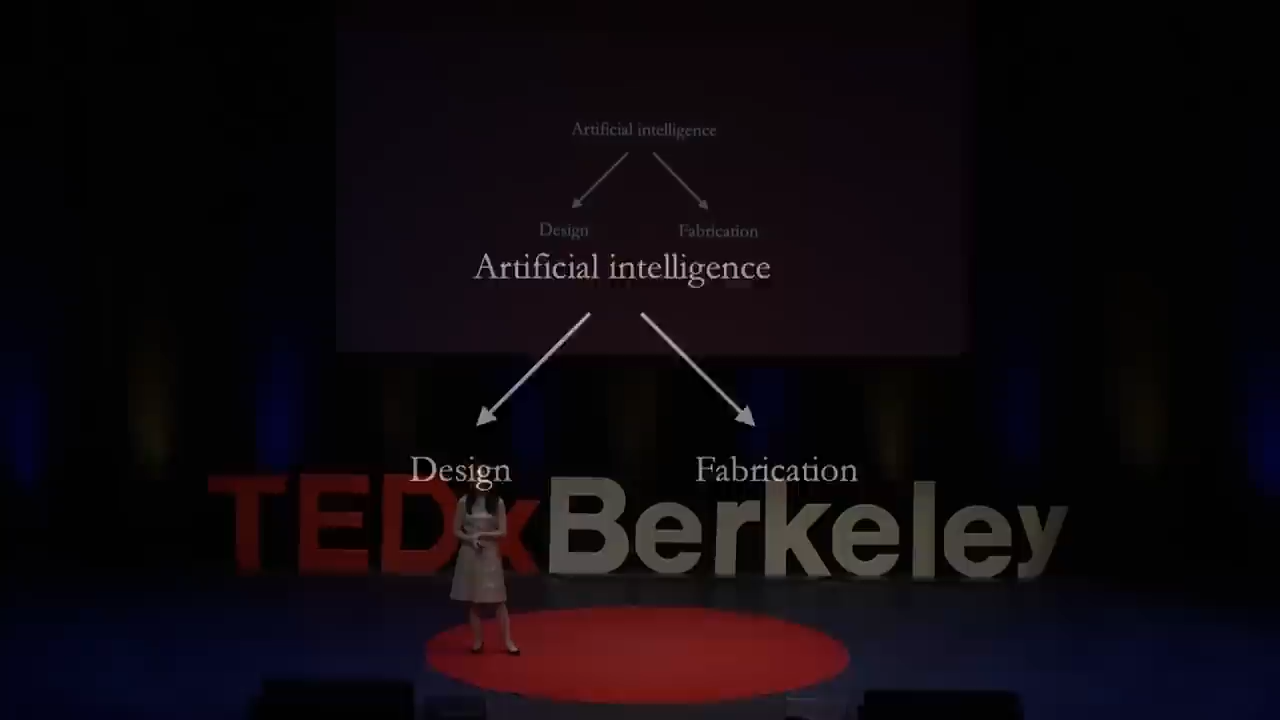 Artificial intelligence
Design Fabrication
Artificial intelligence
Design Fabrication
TEDxBerkeley